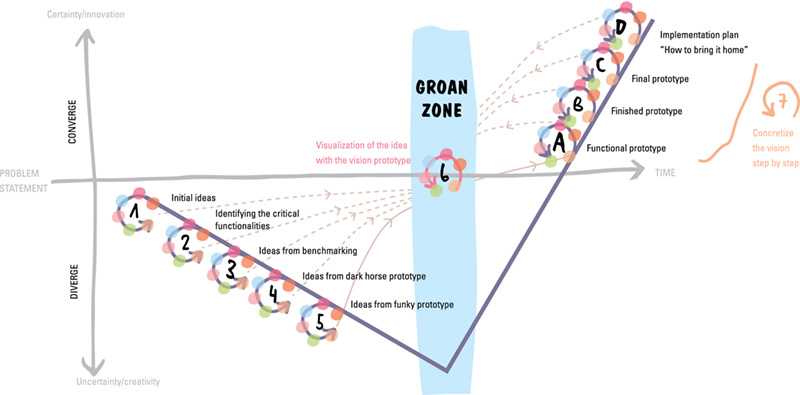 Certainty/innovation
CONVERGE
PROBLEM
STATEMENT
DIVERGE
Uncertainty/creativity
1
Initial ideas
2
Identifying the critical
functionalities
3
Ideas from benchmarking
4
Ideas from dark horse prototype
5
Ideas from funky prototype
GROAN
ZONE
Visualization of the idea
with the vision prototype
6
D
Implementation plan
“How to bring it home”
C
Final prototype
B
Finished prototype
A
Functional prototype
TIME
7
Concretize
the vision
step by step